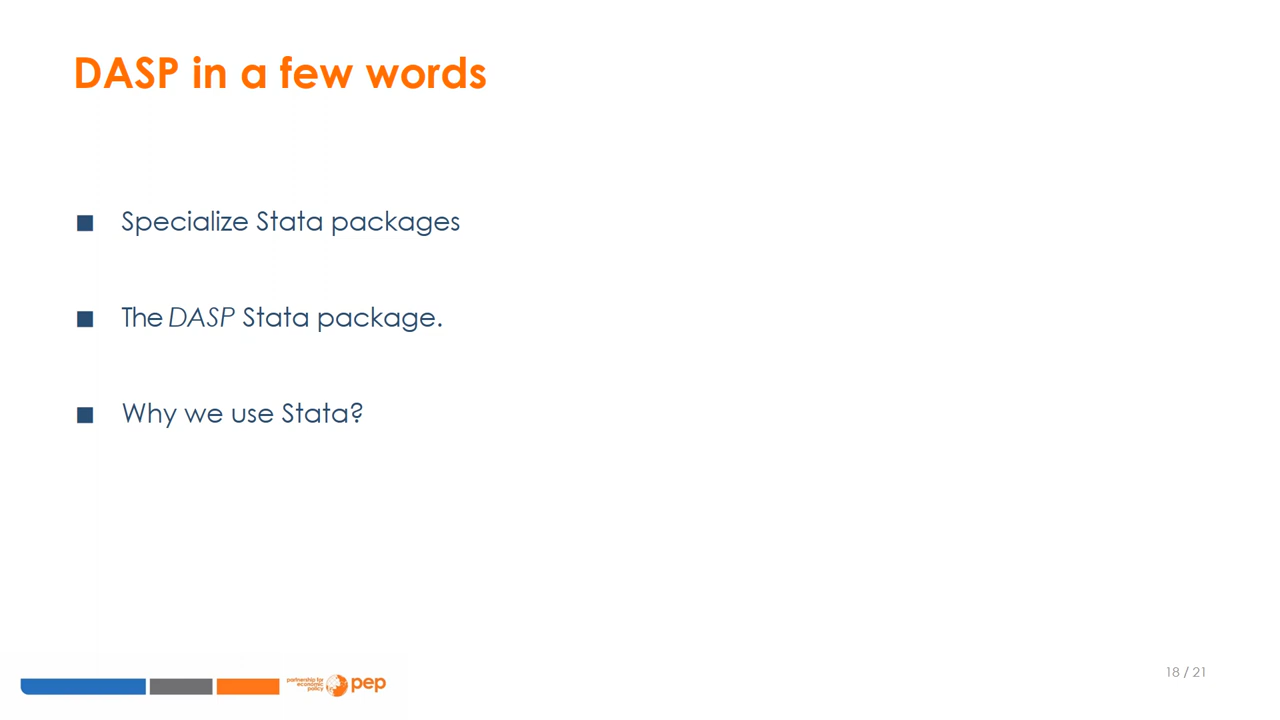 DASP in a few words
Specialize Stata packages
The DASP Stata package.
Why we use Stata?
partnership for
economic
policy
pep
18 / 21